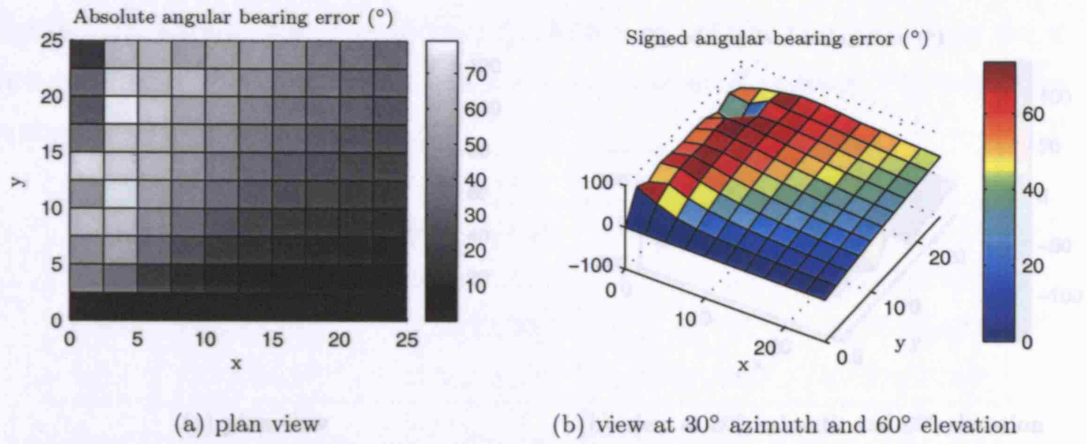 Absolute angular bearing error (°)
25
20
15
10
5
0
y
0 5 10 15 20 25
x
70
60
50
40
30
20
10
(a) plan view
Signed angular bearing error (°)
100
0
−100
0
10
20
x
0
10
20
y
60
40
20
0
(b) view at 30° azimuth and 60° elevation